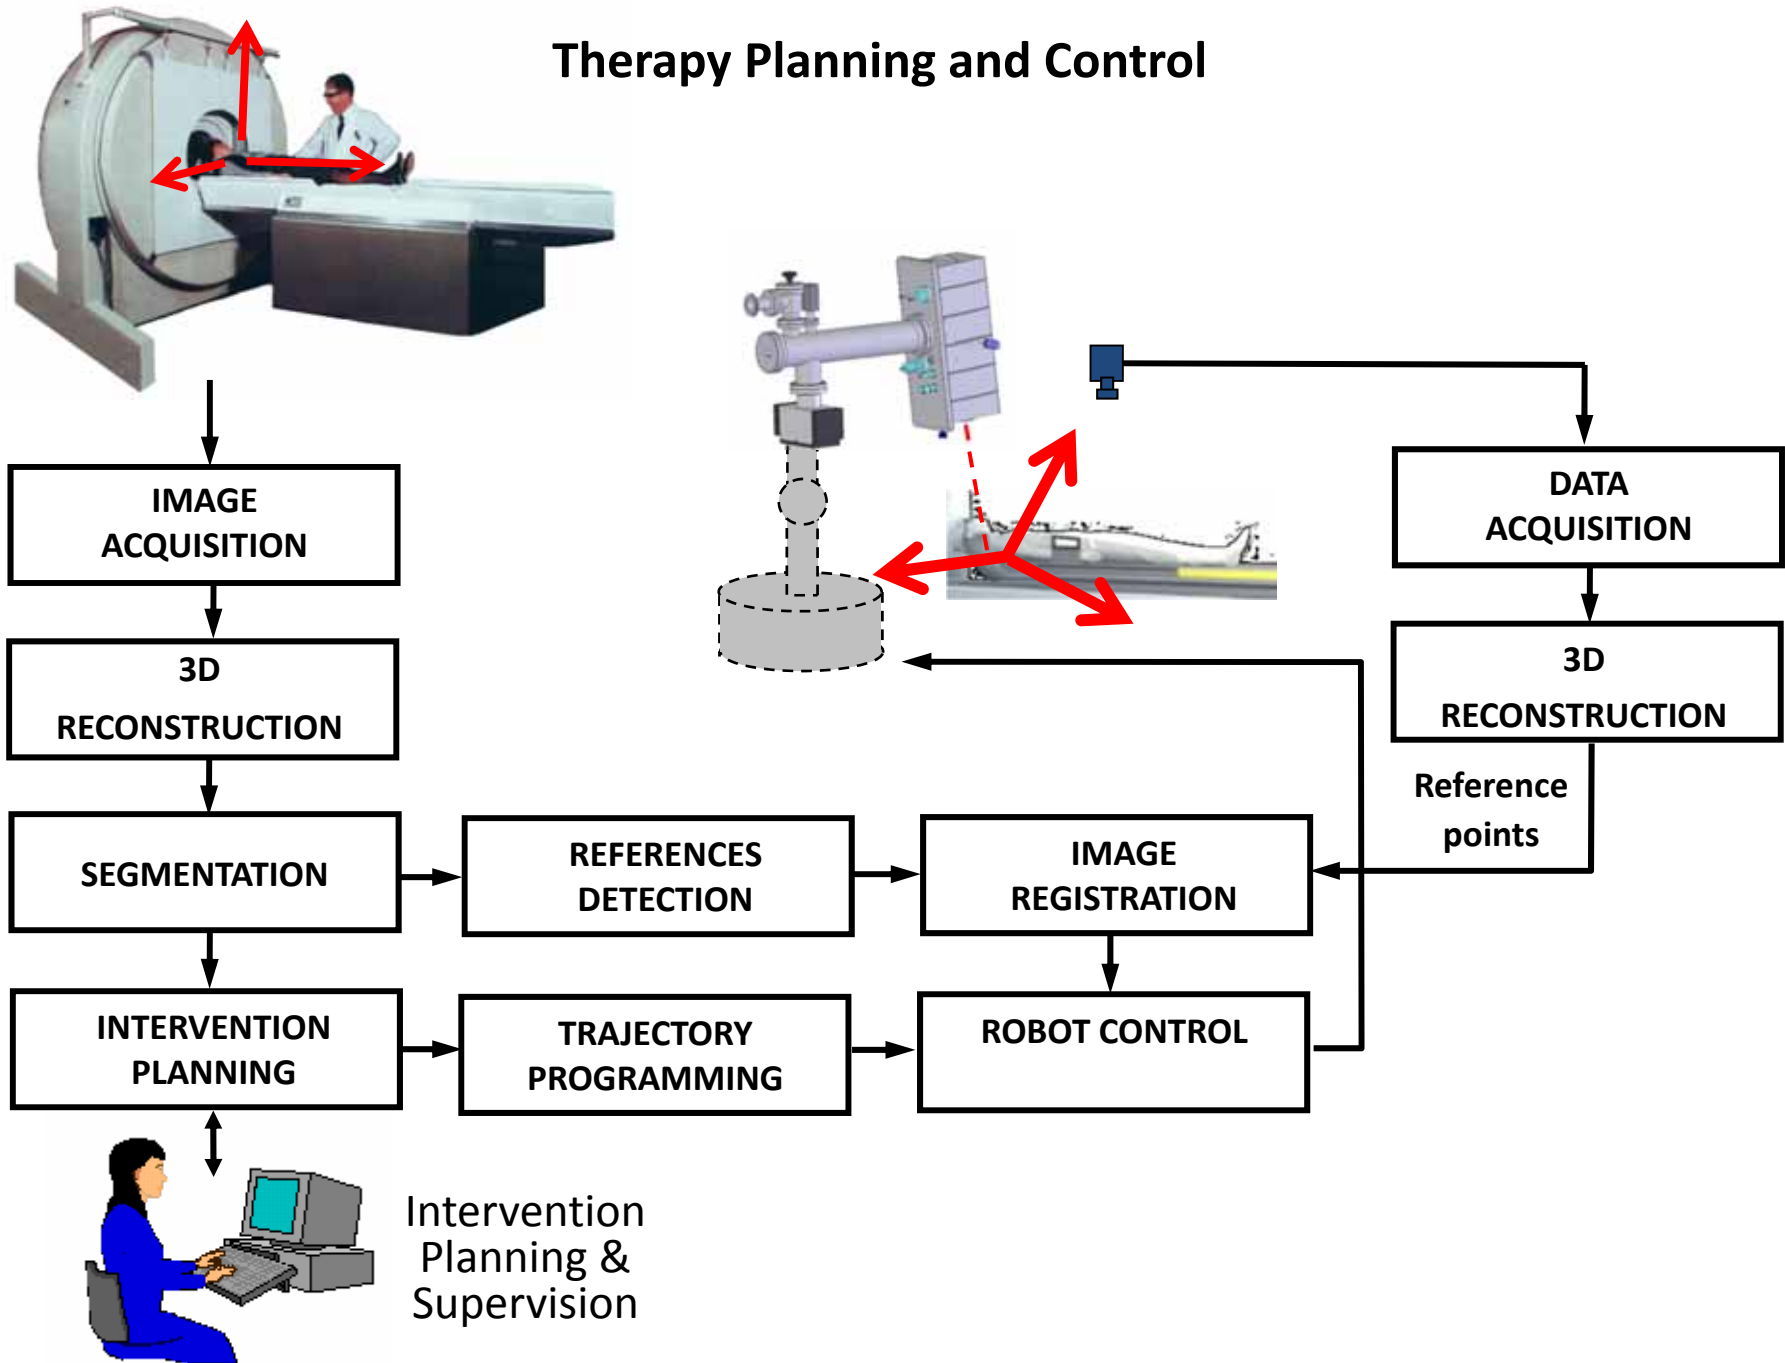 Therapy Planning and Control
IMAGE
ACQUISITION
DATA
ACQUISITION
3D
RECONSTRUCTION
3D
RECONSTRUCTION
Reference
points
SEGMENTATION
REFERENCES
DETECTION
IMAGE
REGISTRATION
INTERVENTION
PLANNING
TRAJECTORY
PROGRAMMING
ROBOT CONTROL
Intervention
Planning &
Supervision